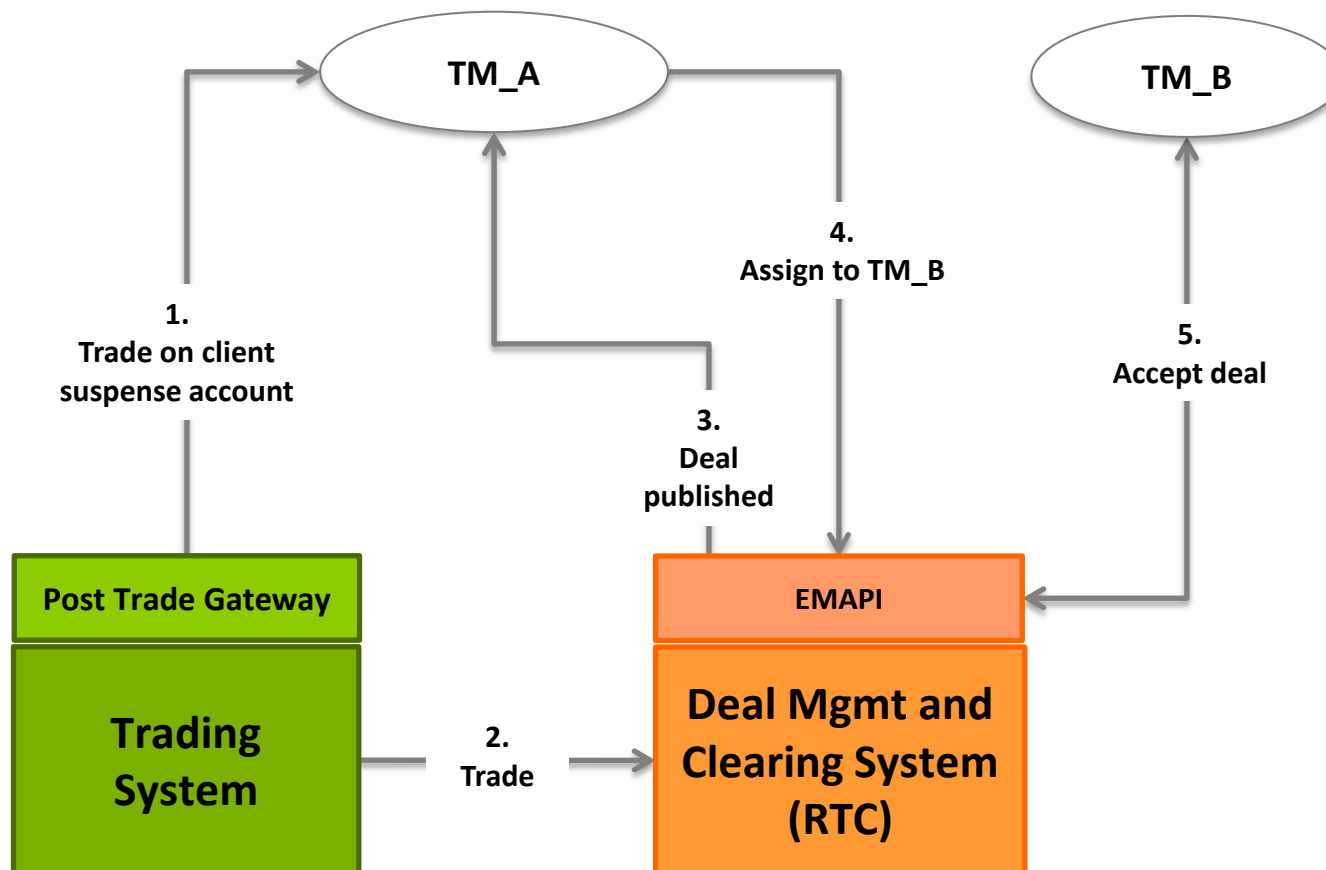 TM_A
TM_B
1.
Trade on client
suspense account
4.
Assign to TM_B
5.
Accept deal
3.
Deal
published
Post Trade Gateway
EMAPI
Trading
System
2.
Trade
Deal Mgmt and
Clearing System
(RTC)